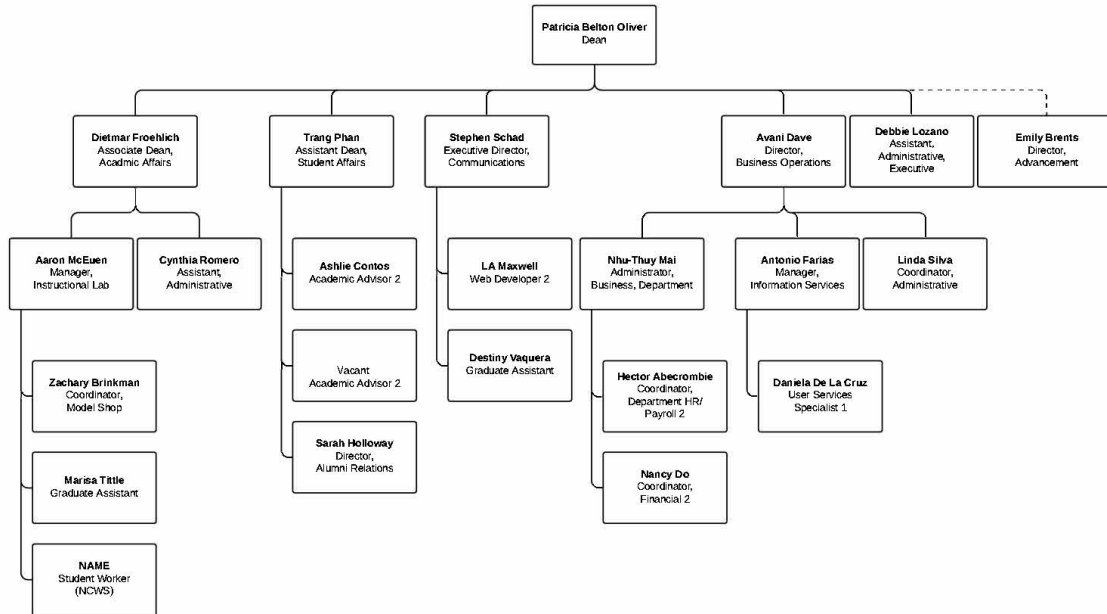 Patricia Belton Oliver
Dean
Dietmar Froehlich
Associate Dean,
Acadmic Affairs
Trang Phan
Assistant Dean,
Student Affairs
Stephen Schad
Executive Director,
Communications
Avani Dave
Director,
Business Operations
Debbie Lozano
Assistant,
Administrative,
Executive
Emily Brents
Director,
Advancement
Aaron McEuen
Manager,
Instructional Lab
Cynthia Romero
Assistant,
Administrative
Ashlie Contos
Academic Advisor 2
LA Maxwell
Web Developer 2
Nhu-Thuy Mai
Administrator,
Business, Department
Antonio Farias
Manager,
Information Services
Linda Silva
Coordinator,
Administrative
Zachary Brinkman
Coordinator,
Model Shop
Vacant
Academic Advisor 2
Destiny Vaquera
Graduate Assistant
Hector Abecrombie
Coordinator,
Department HR/
Payroll 2
Daniela De La Cruz
User Services
Specialist 1
Marisa Tittle
Graduate Assistant
Sarah Holloway
Director,
Alumni Relations
Nancy Do
Coordinator,
Financial 2
NAME
Student Worker
(NCWS)